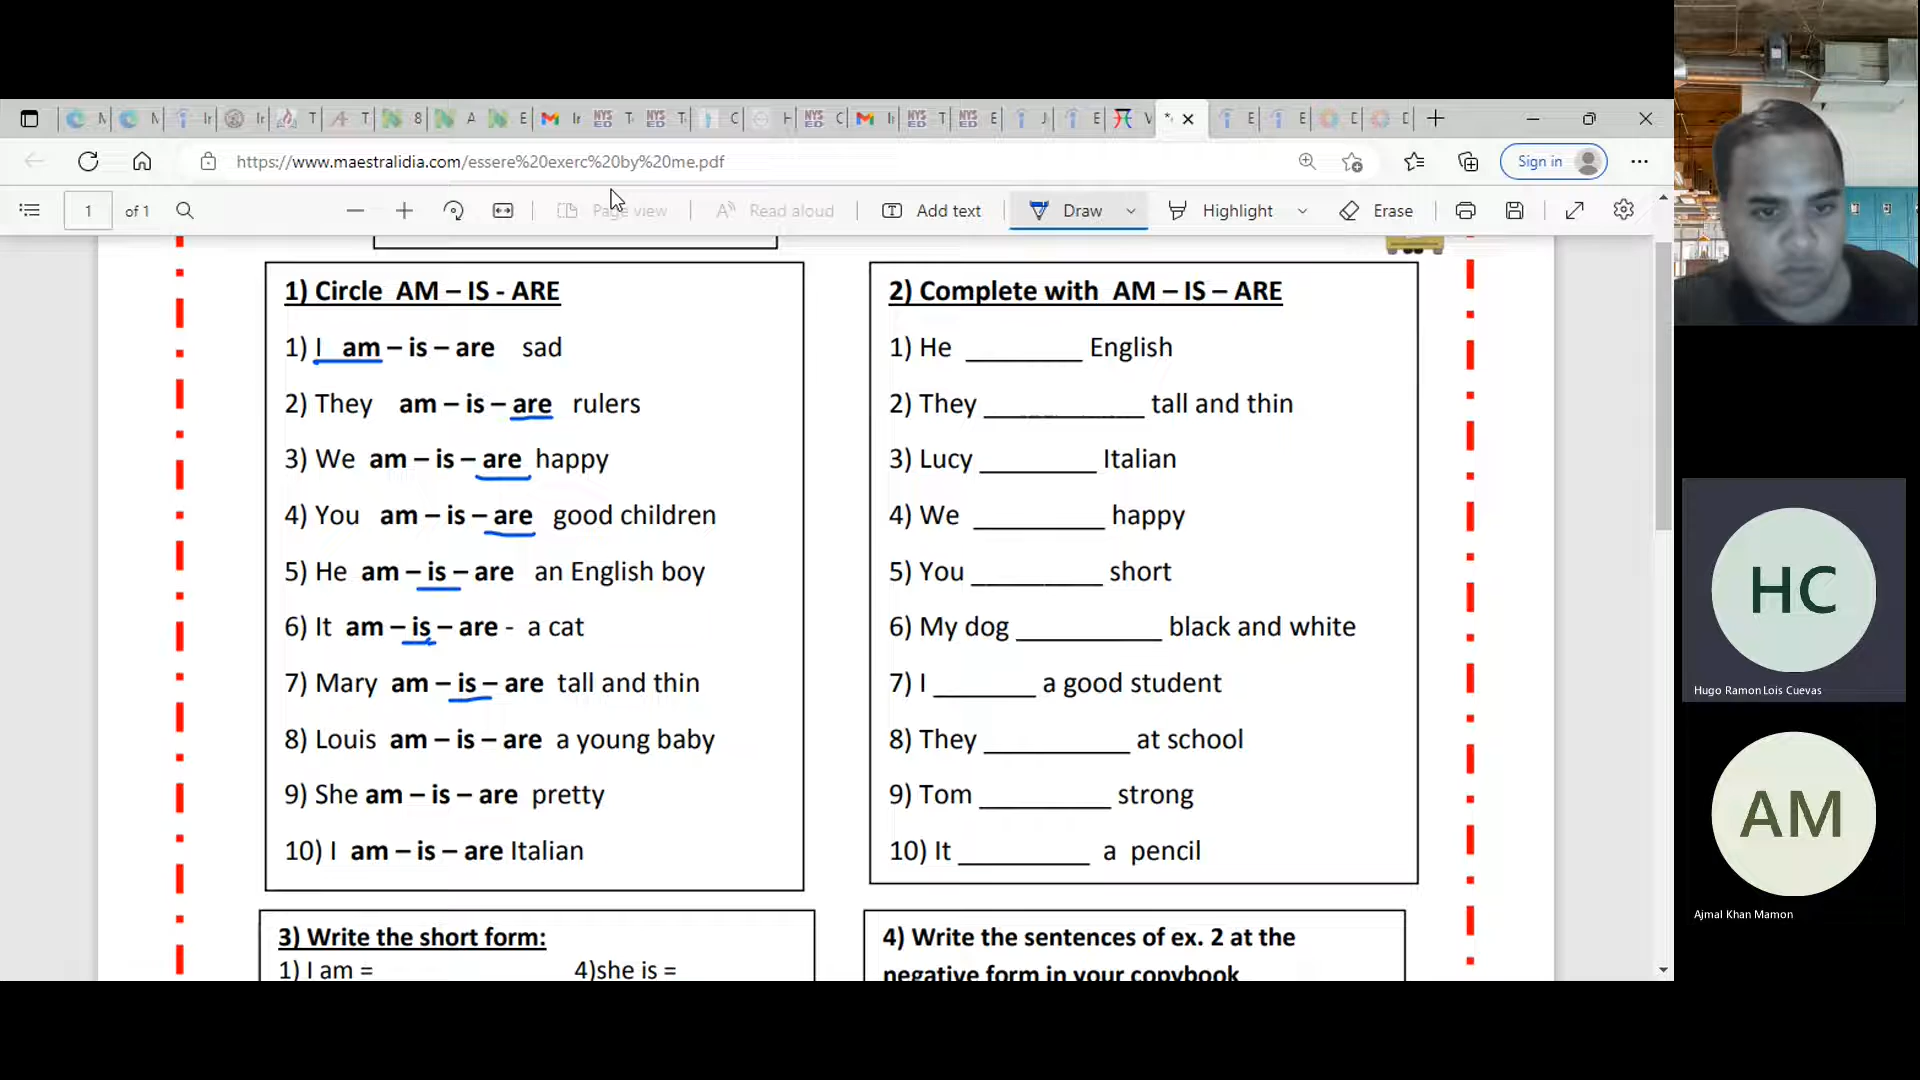 https://www.maestralidia.com/essere%20exerc%20by%20me.pdf
Sign in
1 of 1
Page view
Read aloud
Add text
Draw
Highlight
Erase
1) Circle AM – IS - ARE
1) I am – is – are sad
2) They am – is – are rulers
3) We am – is – are happy
4) You am – is – are good children
5) He am – is – are an English boy
6) It am – is – are - a cat
7) Mary am – is – are tall and thin
8) Louis am – is – are a young baby
9) She am – is – are pretty
10) I am – is – are Italian
2) Complete with AM – IS – ARE
1) He ________ English
2) They ___________ tall and thin
3) Lucy ________ Italian
4) We _________ happy
5) You _________ short
6) My dog __________ black and white
7) I _______ a good student
8) They __________ at school
9) Tom _________ strong
10) It _________ a pencil
3) Write the short form:
1) I am =
4)she is =
4) Write the sentences of ex. 2 at the
negative form in your copybook
HC
Hugo Ramon Lois Cuevas
AM
Ajmal Khan Mamon